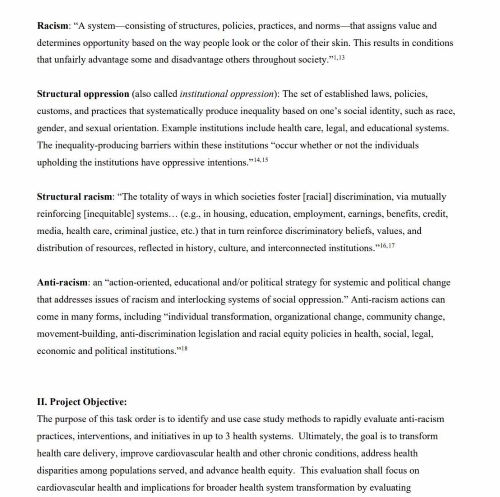 Racism: “A system—consisting of structures, policies, practices, and norms—that assigns value and
determines opportunity based on the way people look or the color of their skin. This results in conditions
that unfairly advantage some and disadvantage others throughout society.”1,13
Structural oppression (also called institutional oppression): The set of established laws, policies,
customs, and practices that systematically produce inequality based on one’s social identity, such as race,
gender, and sexual orientation. Example institutions include health care, legal, and educational systems.
The inequality-producing barriers within these institutions “occur whether or not the individuals
upholding the institutions have oppressive intentions.”14,15
Structural racism: “The totality of ways in which societies foster [racial] discrimination, via mutually
reinforcing [inequitable] systems… (e.g., in housing, education, employment, earnings, benefits, credit,
media, health care, criminal justice, etc.) that in turn reinforce discriminatory beliefs, values, and
distribution of resources, reflected in history, culture, and interconnected institutions.”16,17
Anti-racism: an “action-oriented, educational and/or political strategy for systemic and political change
that addresses issues of racism and interlocking systems of social oppression.” Anti-racism actions can
come in many forms, including “individual transformation, organizational change, community change,
movement-building, anti-discrimination legislation and racial equity policies in health, social, legal,
economic and political institutions.”18
II. Project Objective:
The purpose of this task order is to identify and use case study methods to rapidly evaluate anti-racism
practices, interventions, and initiatives in up to 3 health systems.  Ultimately, the goal is to transform
health care delivery, improve cardiovascular health and other chronic conditions, address health
disparities among populations served, and advance health equity.  This evaluation shall focus on
cardiovascular health and implications for broader health system transformation by evaluating